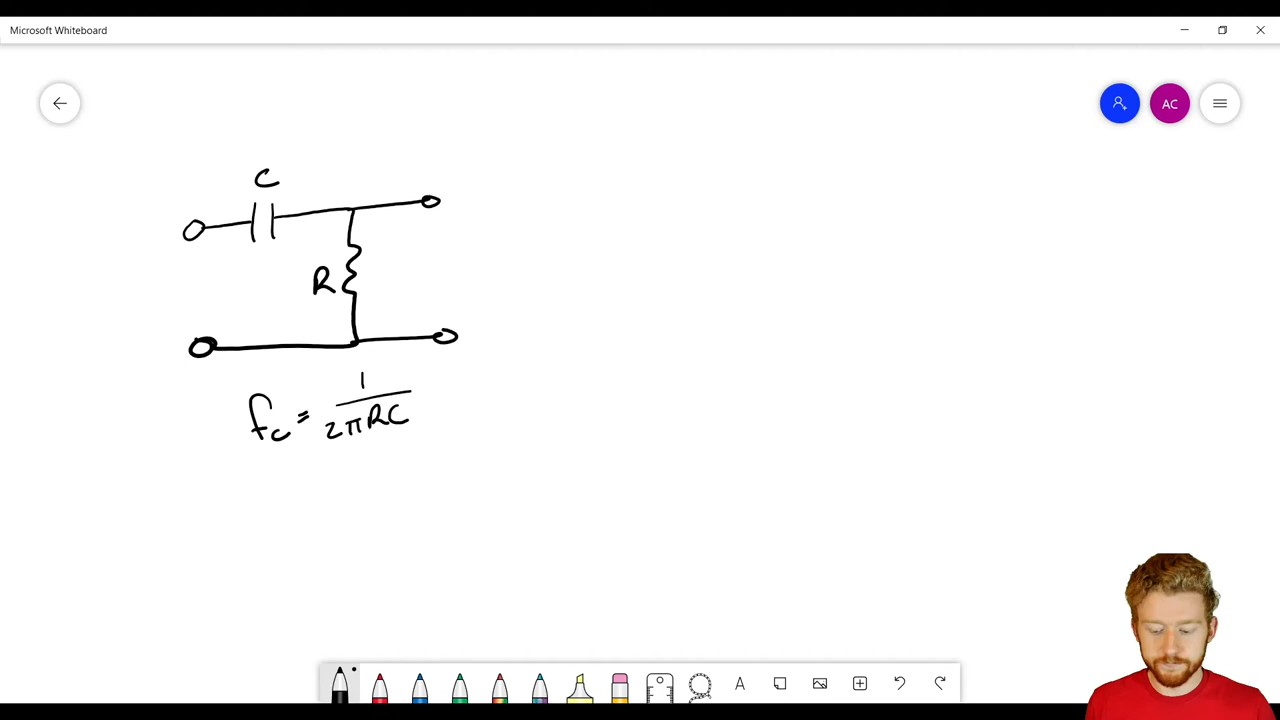 Microsoft Whiteboard
AC
C
R
fc = 1
2πRC
A